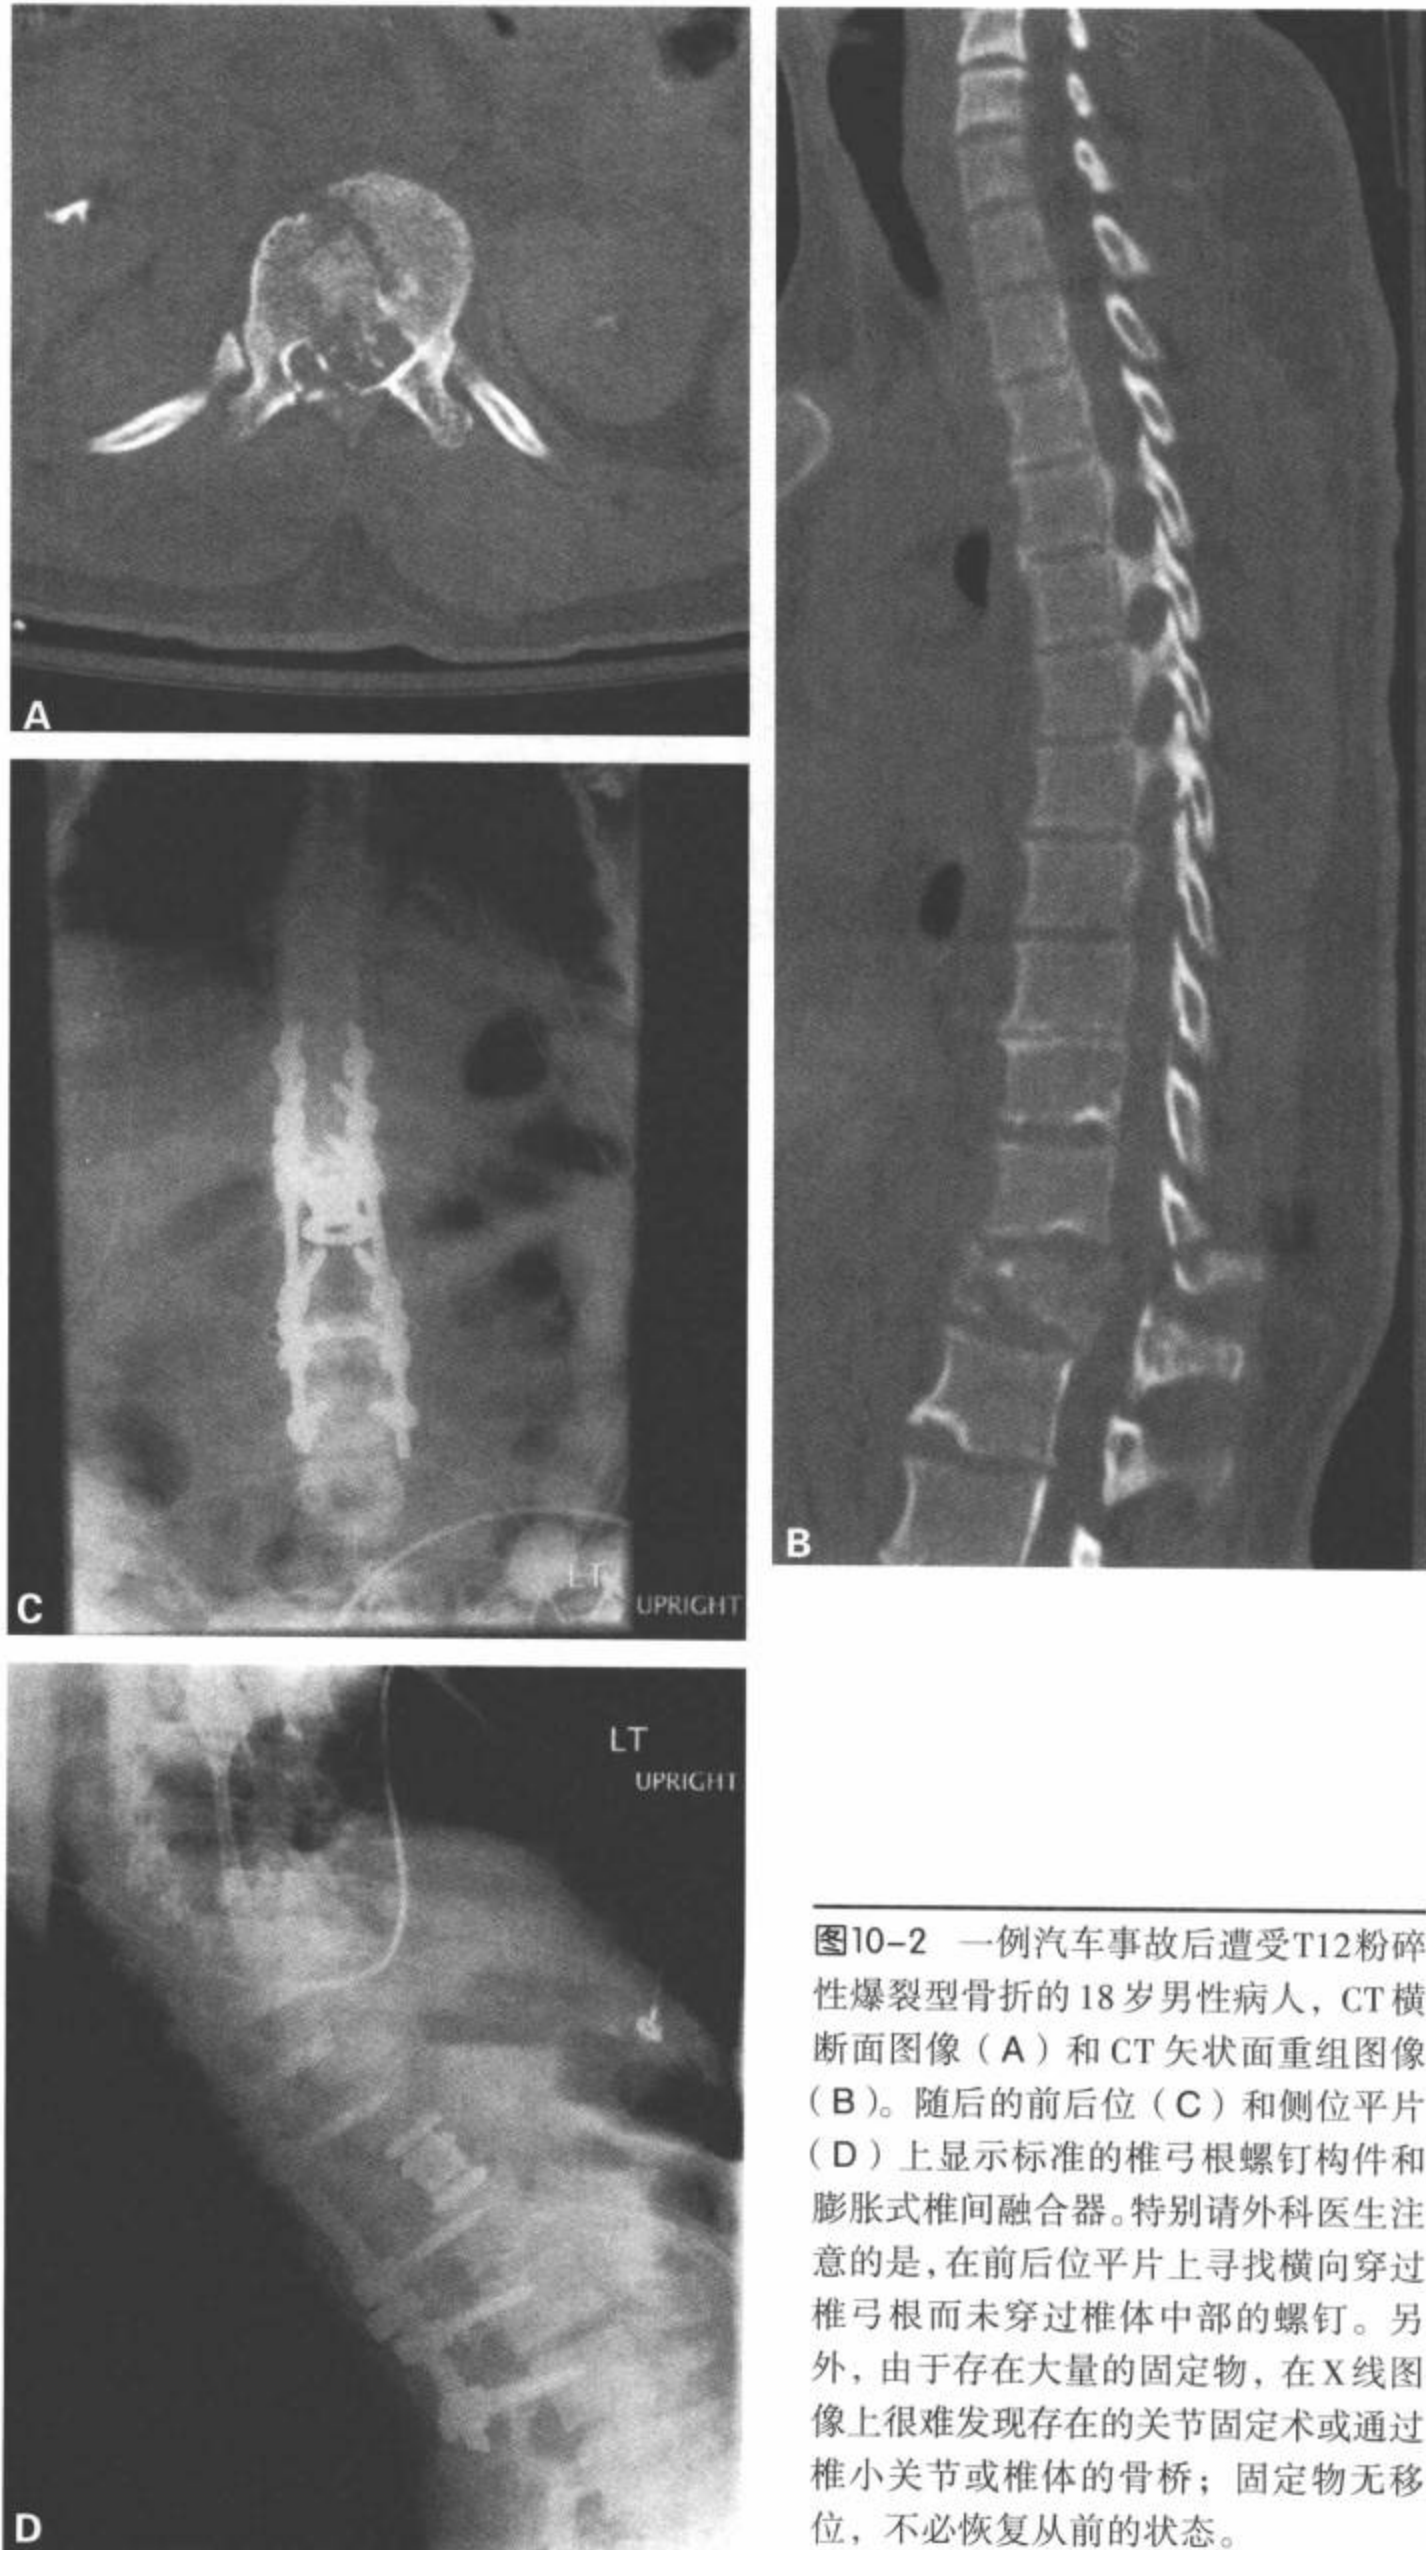 A
B
C
LT
UPRIGHT
LT
UPRIGHT
D
图10-2 一例汽车事故后遭受T12粉碎
性爆裂型骨折的18岁男性病人，CT横
断面图像（A）和CT矢状面重组图像
（B）。随后的前后位（C）和侧位平片
（D）上显示标准的椎弓根螺钉构件和
膨胀式椎间融合器。特别请外科医生注
意的是，在前后位平片上寻找横向穿过
椎弓根而未穿过椎体中部的螺钉。另
外，由于存在大量的固定物，在X线图
像上很难发现存在的关节固定术或通过
椎小关节或椎体的骨桥；固定物无移
位，不必恢复从前的状态。